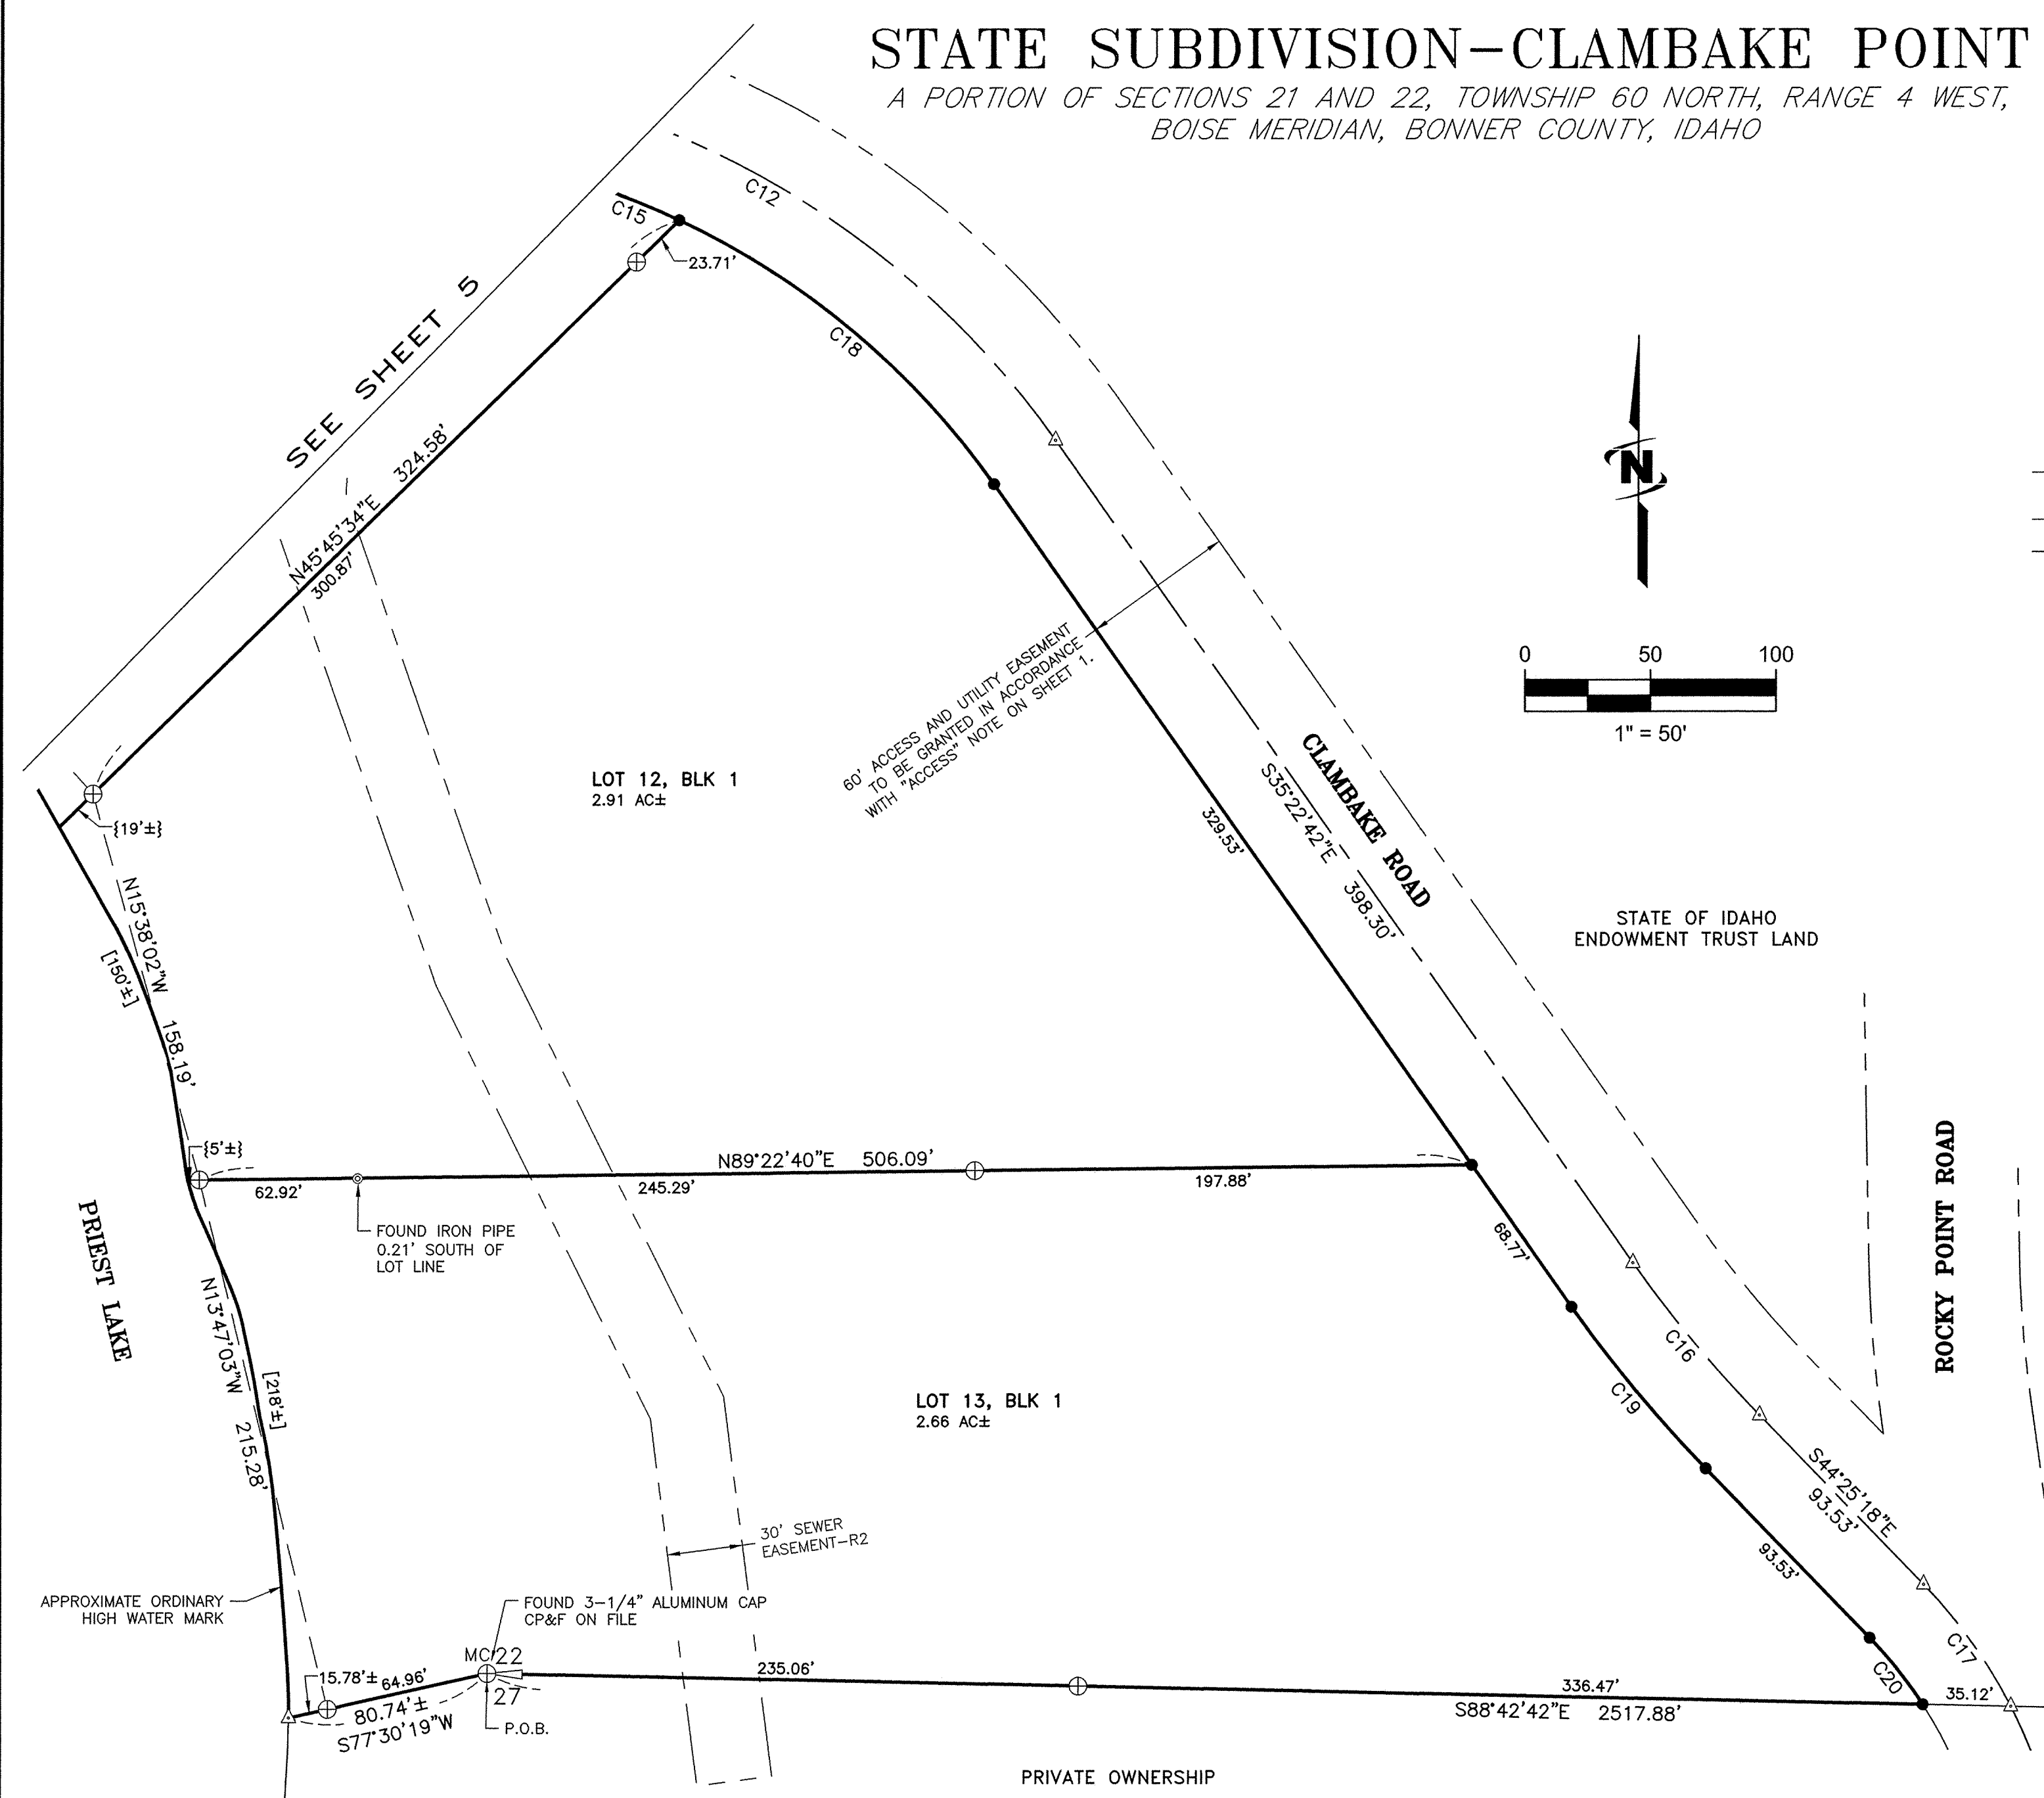 STATE SUBDIVISION-CLAMBAKE POINT
A PORTION OF SECTIONS 21 AND 22, TOWNSHIP 60 NORTH, RANGE 4 WEST,
BOISE MERIDIAN, BONNER COUNTY, IDAHO
C12
C15
23.71'
C18
SEE SHEET 5
324.58'
N45°45'34"E
300.87'
N
0 50 100
1" = 50'
60' ACCESS AND UTILITY EASEMENT
TO BE GRANTED IN ACCORDANCE
WITH "ACCESS" NOTE ON SHEET 1.
LOT 12, BLK 1
2.91 AC±
CLAMBAKE ROAD
S35°22'42"E 398.30'
329.53'
{19'±}
N15°38'02"W 158.19'
[150'±]
STATE OF IDAHO
ENDOWMENT TRUST LAND
{5'±}
N89°22'40"E 506.09'
62.92'
245.29'
197.88'
FOUND IRON PIPE
0.21' SOUTH OF
LOT LINE
PRIEST LAKE
N13°47'03"W 215.28'
[218'±]
68.77'
ROCKY POINT ROAD
C16
C19
LOT 13, BLK 1
2.66 AC±
S44°25'18"E
93.53'
93.53'
30' SEWER
EASEMENT-R2
APPROXIMATE ORDINARY
HIGH WATER MARK
FOUND 3-1/4" ALUMINUM CAP
CP&F ON FILE
MC 22
27
15.78'±
64.96'
80.74'±
S77°30'19"W
P.O.B.
235.06'
336.47'
S88°42'42"E 2517.88'
C17
C20
35.12'
PRIVATE OWNERSHIP